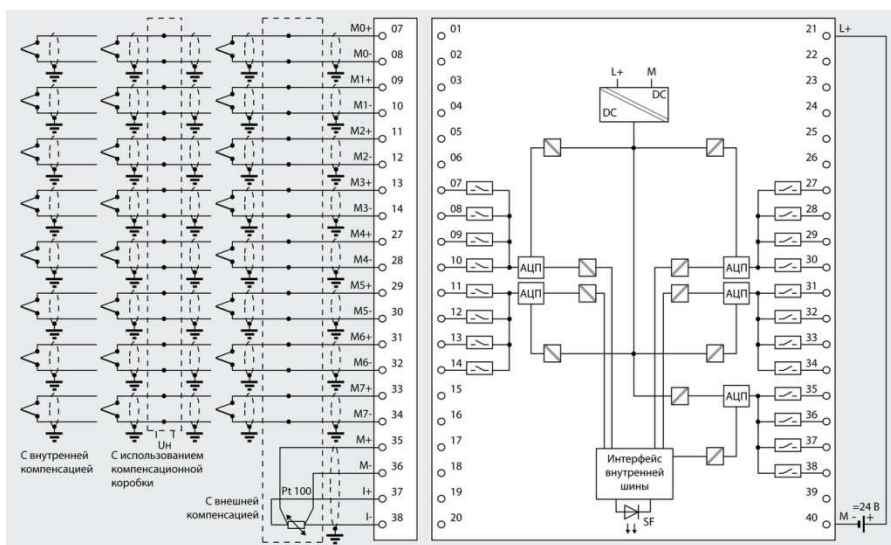 M0+ 07
M0- 08
M1+ 09
M1- 10
M2+ 11
M2- 12
M3+ 13
M3- 14
M4+ 27
M4- 28
M5+ 29
M5- 30
M6+ 31
M6- 32
M7+ 33
M7- 34
M+ 35
M- 36
I+ 37
I- 38
С внутренней
компенсацией
Uн
С использованием
компенсационной
коробки
С внешней
компенсацией
Pt 100
01
02
03
04
05
06
07
08
09
10
11
12
13
14
15
16
17
18
19
20
L+ M
DC
DC
АЦП
АЦП
АЦП
АЦП
АЦП
Интерфейс
внутренней
шины
SF
21 L+
22
23
24
25
26
27
28
29
30
31
32
33
34
35
36
37
38
39
40 M - +
=24 В